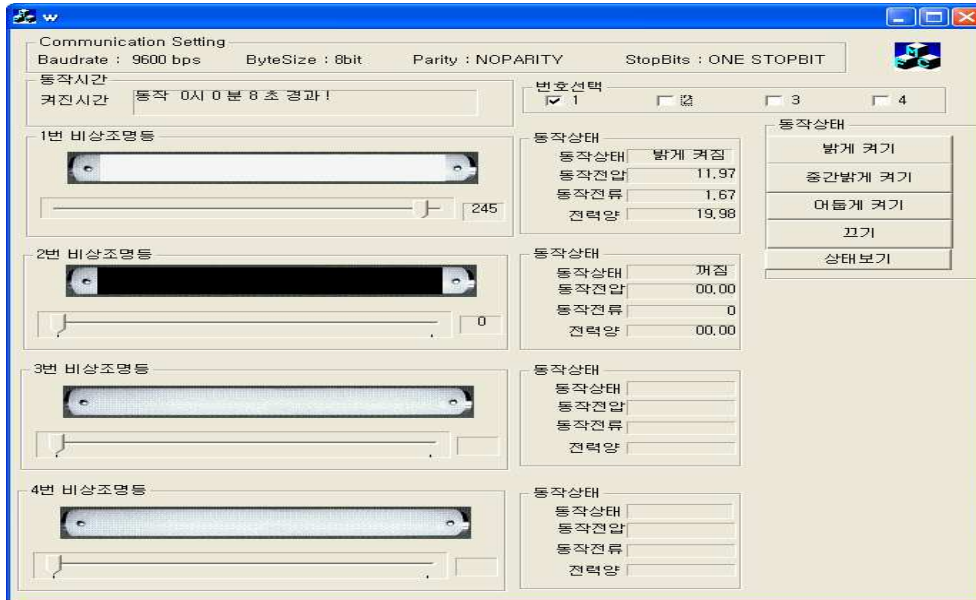 w
Communication Setting
Baudrate : 9600 bps ByteSize : 8bit Parity : NOPARITY StopBits : ONE STOPBIT
동작시간
켜진시간 동작 0시 0 분 8 초 경과!
번호선택
1 2 3 4
1번 비상조명등
245
동작상태
동작상태 밝게 켜짐
동작전압 11,97
동작전류 1,67
전력양 19,98
동작상태
밝게 켜기
중간밝게 켜기
어둡게 켜기
끄기
상태보기
2번 비상조명등
0
동작상태
동작상태 꺼짐
동작전압 00,00
동작전류 0
전력양 00,00
3번 비상조명등
동작상태
동작상태
동작전압
동작전류
전력양
4번 비상조명등
동작상태
동작상태
동작전압
동작전류
전력양